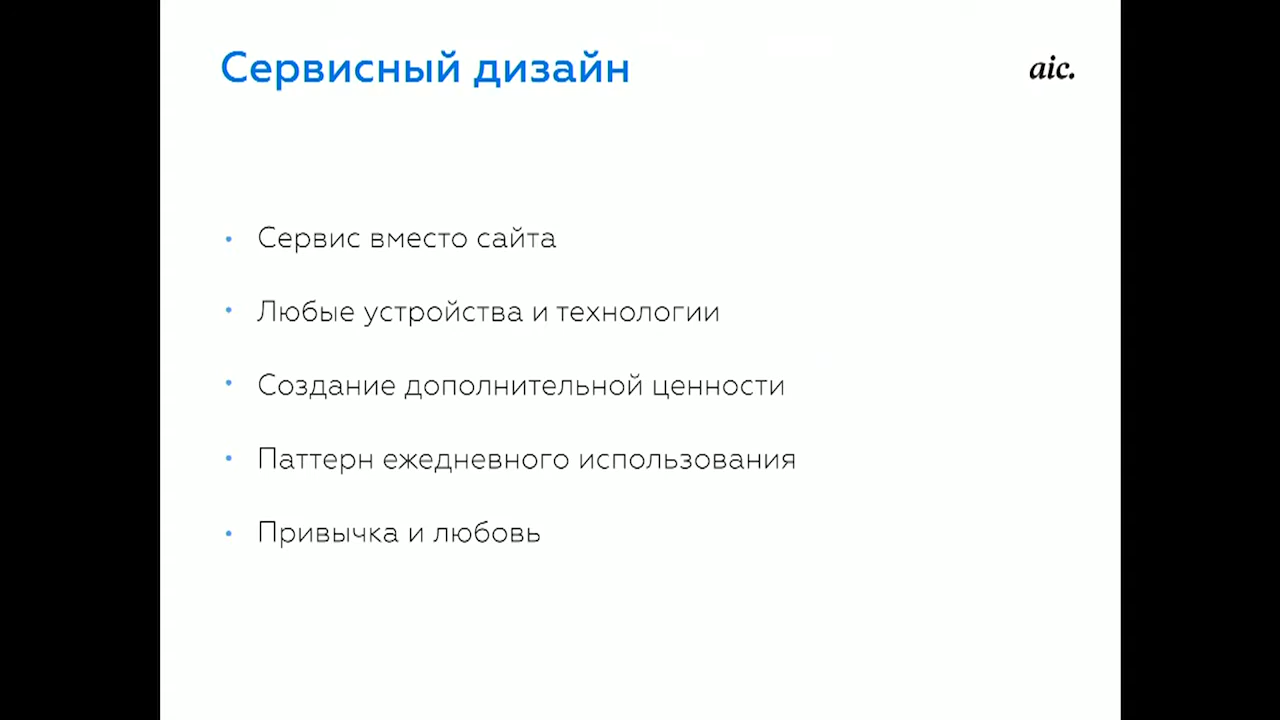 Сервисный дизайн
aic.
• Сервис вместо сайта
• Любые устройства и технологии
• Создание дополнительной ценности
• Паттерн ежедневного использования
• Привычка и любовь